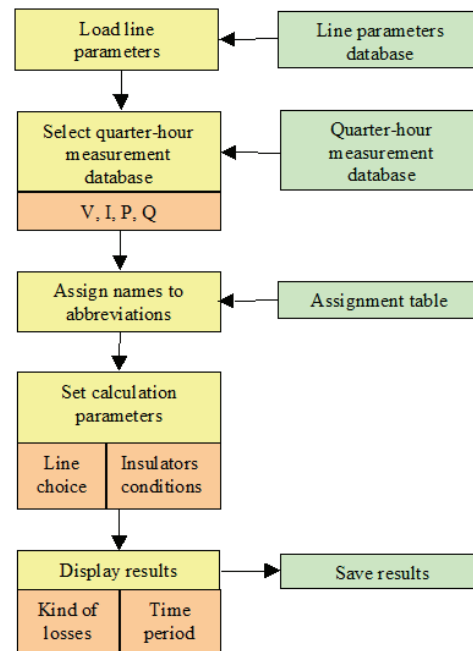 Load line
parameters
Line parameters
database
Select quarter-hour
measurement
database
Quarter-hour
measurement
database
V, I, P, Q
Assign names to
abbreviations
Assignment table
Set calculation
parameters
Line
choice
Insulators
conditions
Display results
Save results
Kind of
losses
Time
period